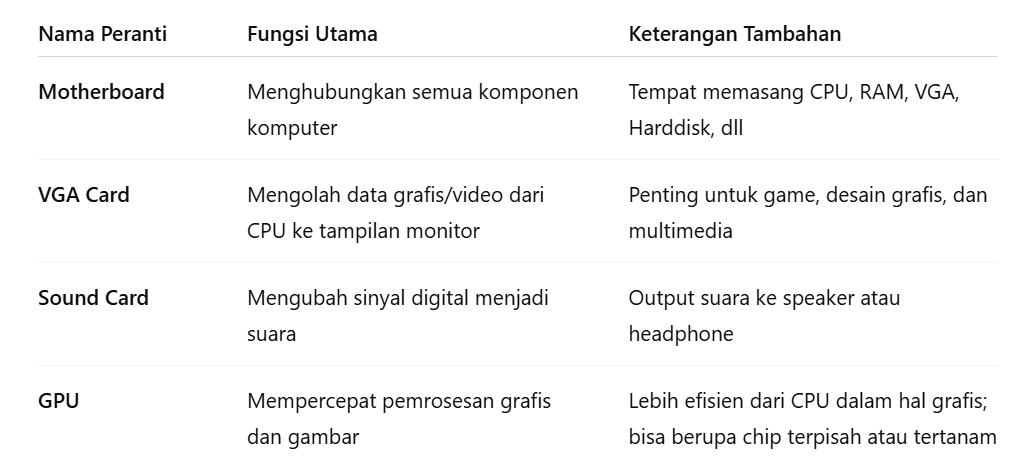 Nama Peranti Fungsi Utama Keterangan Tambahan
Motherboard Menghubungkan semua komponen Tempat memasang CPU, RAM, VGA,
komputer Harddisk, dll
VGA Card Mengolah data grafis/video dari Penting untuk game, desain grafis, dan
CPU ke tampilan monitor multimedia
Sound Card Mengubah sinyal digital menjadi Output suara ke speaker atau
suara headphone
GPU Mempercepat pemrosesan grafis Lebih efisien dari CPU dalam hal grafis;
dan gambar bisa berupa chip terpisah atau tertanam